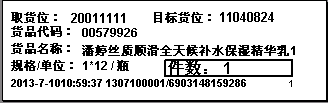 取货位： 20011111 目标货位：11040824
货品代码： 00579926
货品名称： 潘婷丝质顺滑全天候补水保湿精华乳1
规格/单位： 1*12 / 瓶 件数：1
2013-7-1010:59:37 1307100001/6903148159286 1